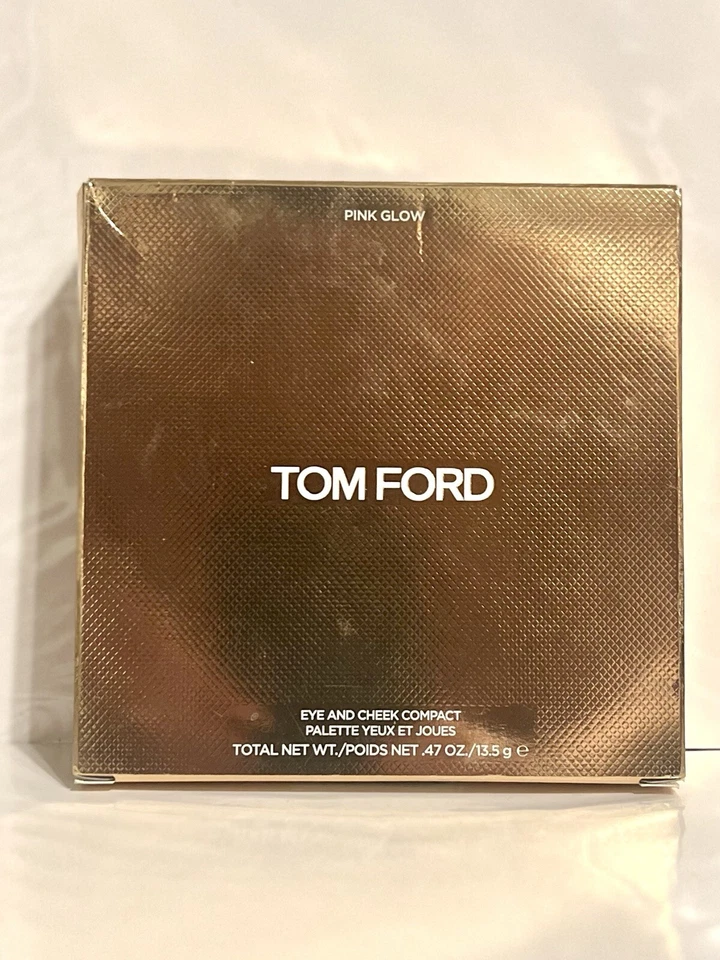 PINK GLOW
TOM FORD
EYE AND CHEEK COMPACT
PALETTE YEUX ET JOUES
TOTAL NET WT./POIDS NET .47 OZ./13.5 g ℮